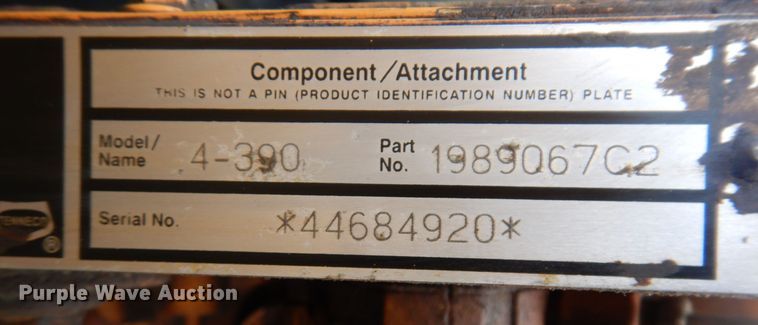 Component/Attachment
THIS IS NOT A PIN (PRODUCT IDENTIFICATION NUMBER) PLATE
Model/Name 4-390 Part No. 1989067C2
Serial No. *44684920*
TENNECO ®
Purple Wave Auction